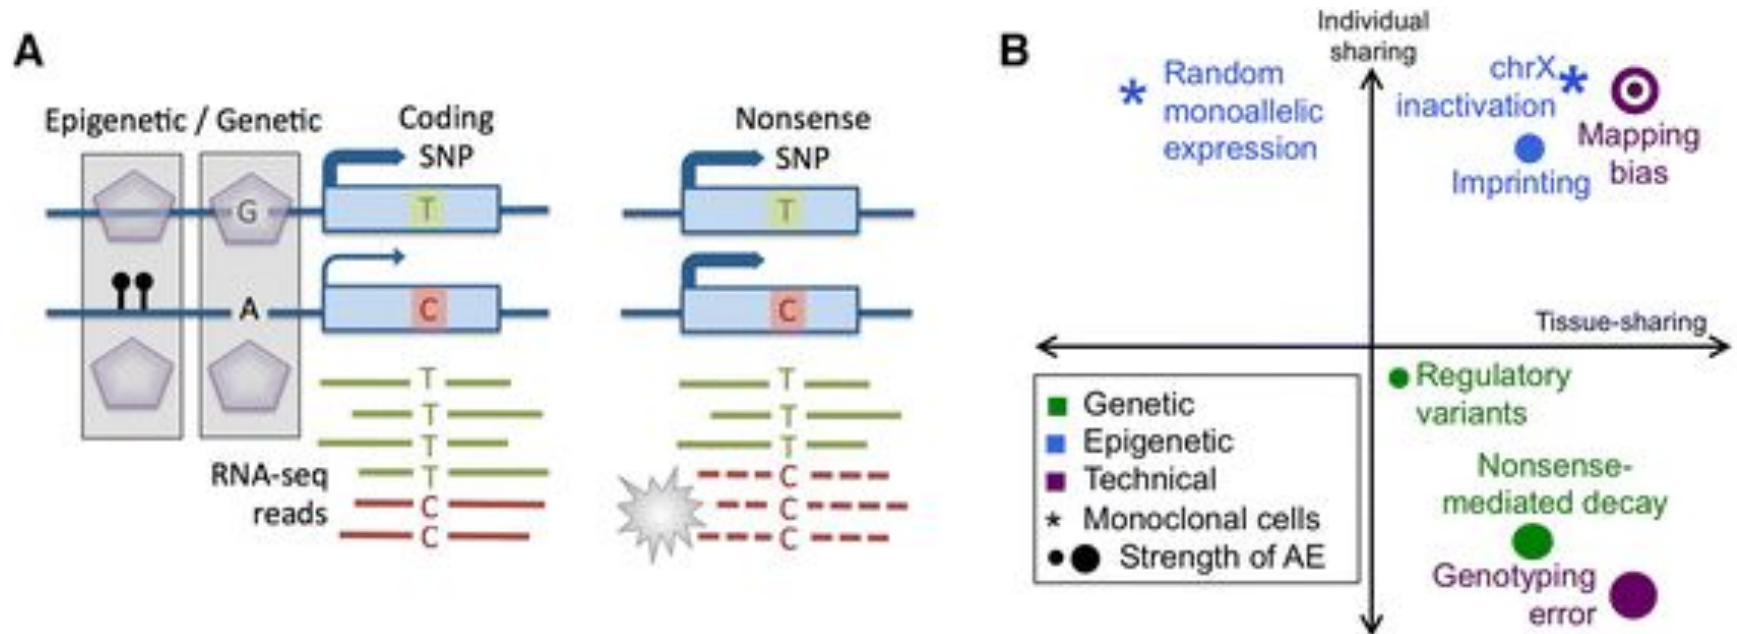 A
Epigenetic / Genetic
Coding
SNP
G
T
A
C
RNA-seq
reads
T
T
T
T
C
C
Nonsense
SNP
T
C
T
T
T
C
C
C
B
Individual
sharing
Random
monoallelic
expression
chrX
inactivation
Mapping
bias
Imprinting
Tissue-sharing
Genetic
Epigenetic
Technical
* Monoclonal cells
Strength of AE
Regulatory
variants
Nonsense-
mediated decay
Genotyping
error